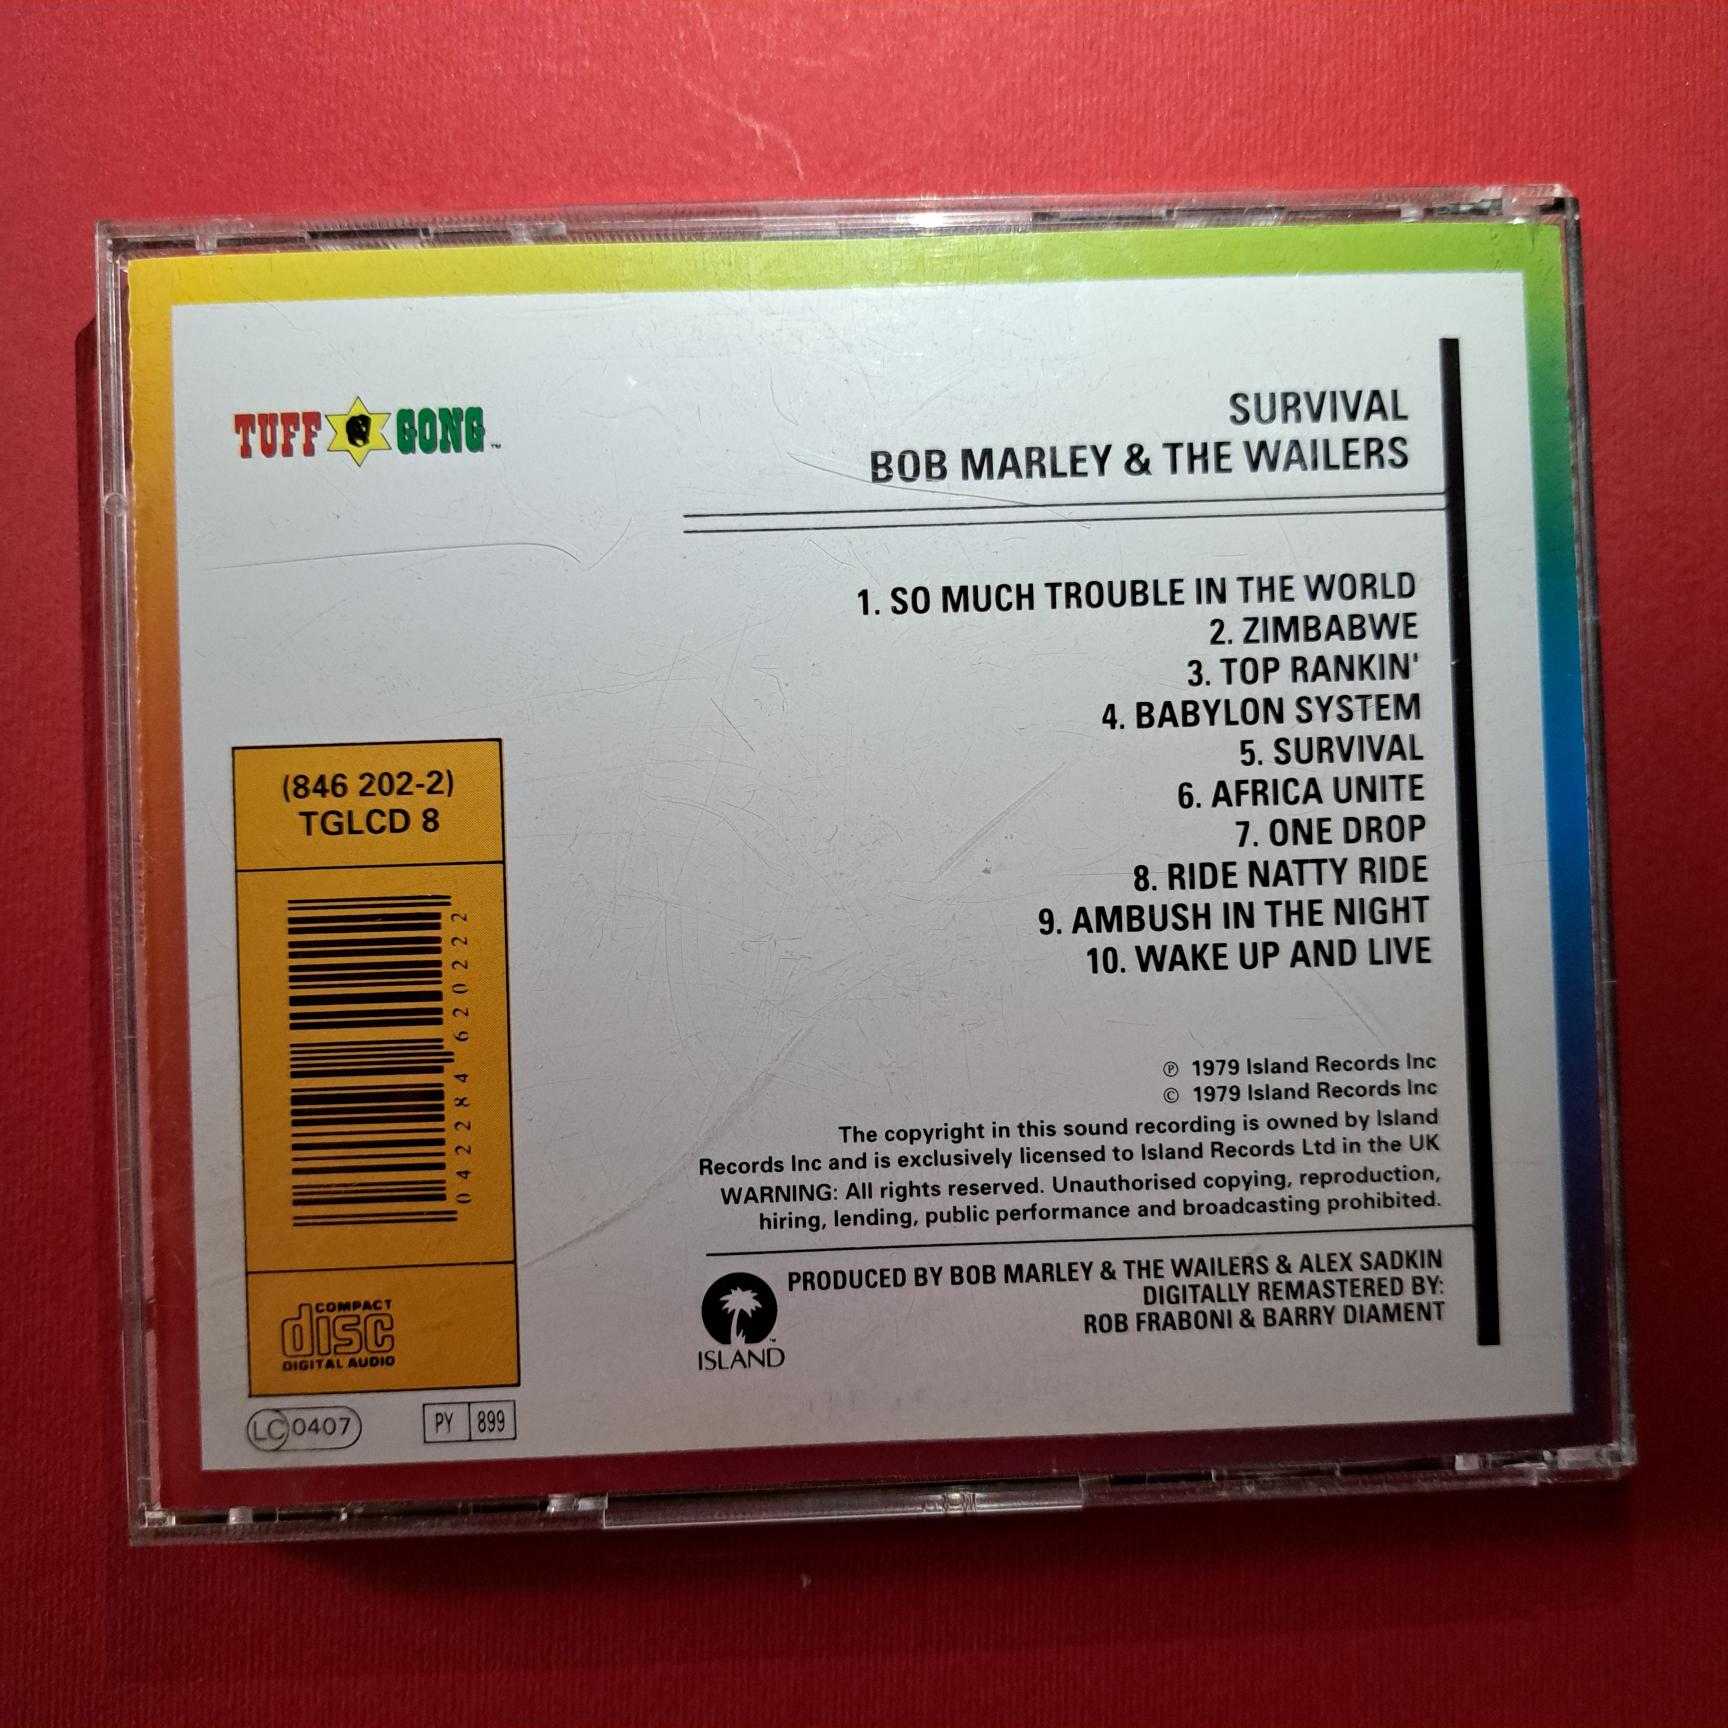 TUFF GONG ™
SURVIVAL
BOB MARLEY & THE WAILERS
1. SO MUCH TROUBLE IN THE WORLD
2. ZIMBABWE
3. TOP RANKIN'
4. BABYLON SYSTEM
5. SURVIVAL
6. AFRICA UNITE
7. ONE DROP
8. RIDE NATTY RIDE
9. AMBUSH IN THE NIGHT
10. WAKE UP AND LIVE
(846 202-2)
TGLCD 8
0 42284 62022 2
COMPACT
disc
DIGITAL AUDIO
LC 0407
PY 899
℗ 1979 Island Records Inc
© 1979 Island Records Inc
The copyright in this sound recording is owned by Island
Records Inc and is exclusively licensed to Island Records Ltd in the UK
WARNING: All rights reserved. Unauthorised copying, reproduction,
hiring, lending, public performance and broadcasting prohibited.
PRODUCED BY BOB MARLEY & THE WAILERS & ALEX SADKIN
DIGITALLY REMASTERED BY:
ROB FRABONI & BARRY DIAMENT
ISLAND ™